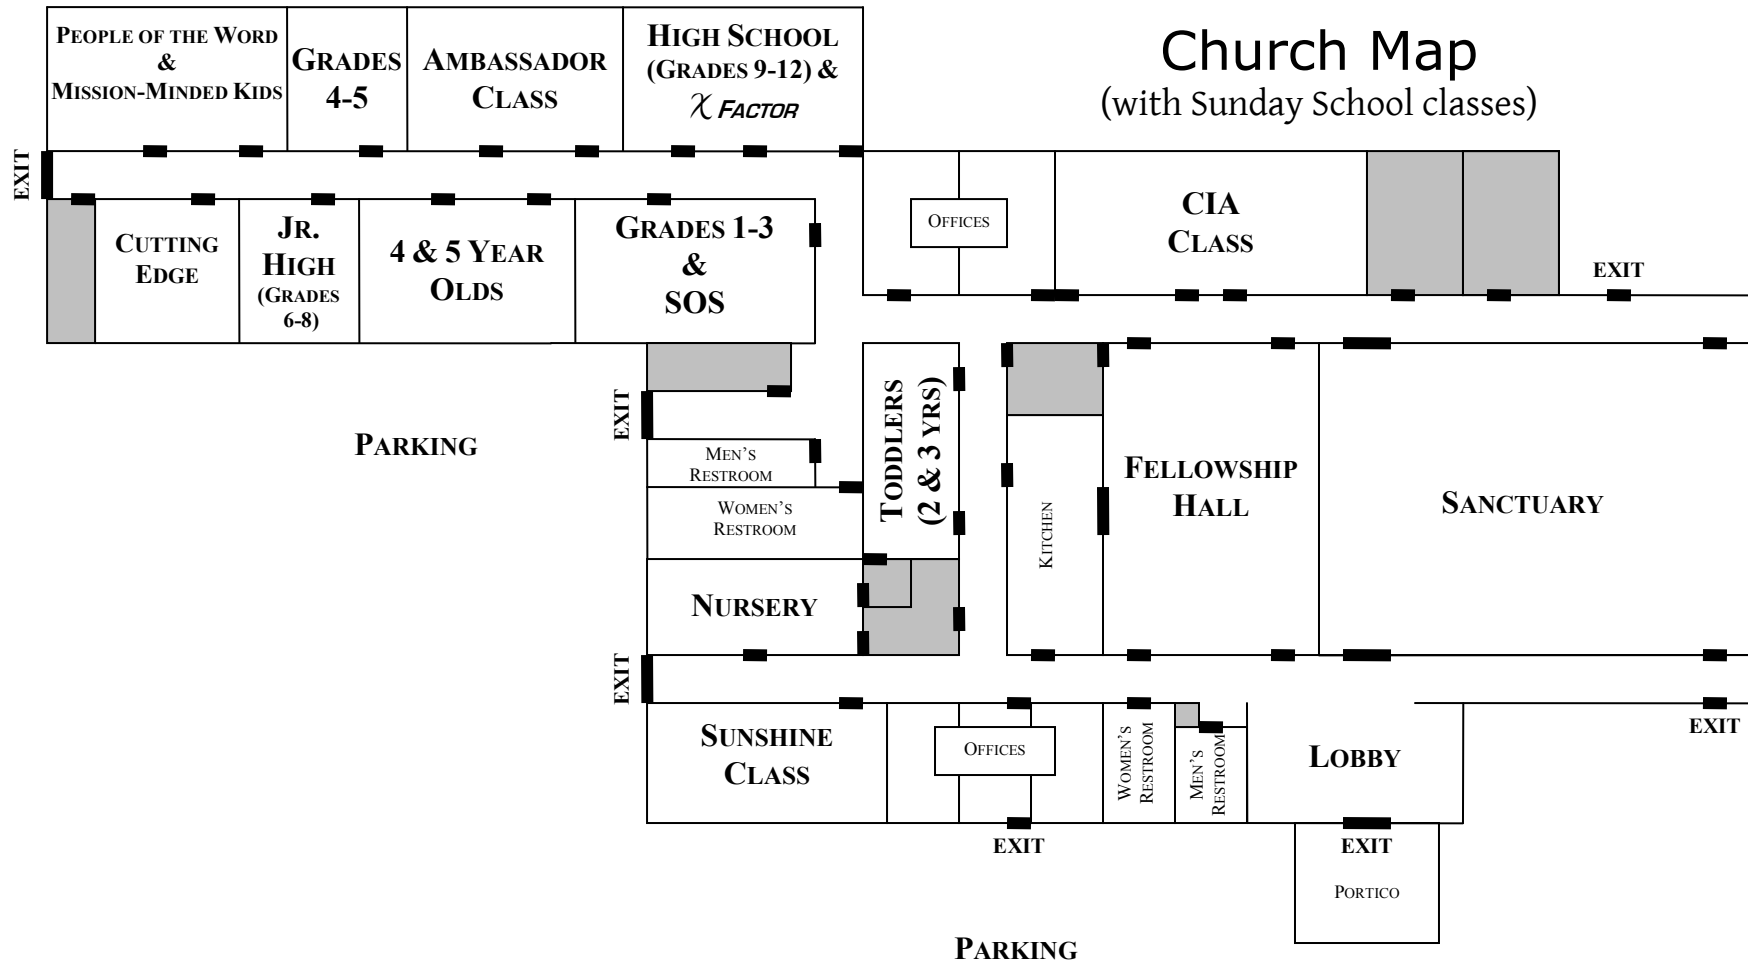 Church Map
(with Sunday School classes)
PEOPLE OF THE WORD
&
MISSION-MINDED KIDS
GRADES
4-5
AMBASSADOR
CLASS
HIGH SCHOOL
(GRADES 9-12) &
X FACTOR
EXIT
CUTTING
EDGE
JR.
HIGH
(GRADES
6-8)
4 & 5 YEAR
OLDS
GRADES 1-3
&
SOS
OFFICES
CIA
CLASS
EXIT
PARKING
EXIT
MEN'S
RESTROOM
WOMEN'S
RESTROOM
TODDLERS
(2 & 3 YRS)
KITCHEN
FELLOWSHIP
HALL
SANCTUARY
NURSERY
EXIT
SUNSHINE
CLASS
OFFICES
WOMEN'S
RESTROOM
MEN'S
RESTROOM
LOBBY
EXIT
EXIT
EXIT
PORTICO
PARKING